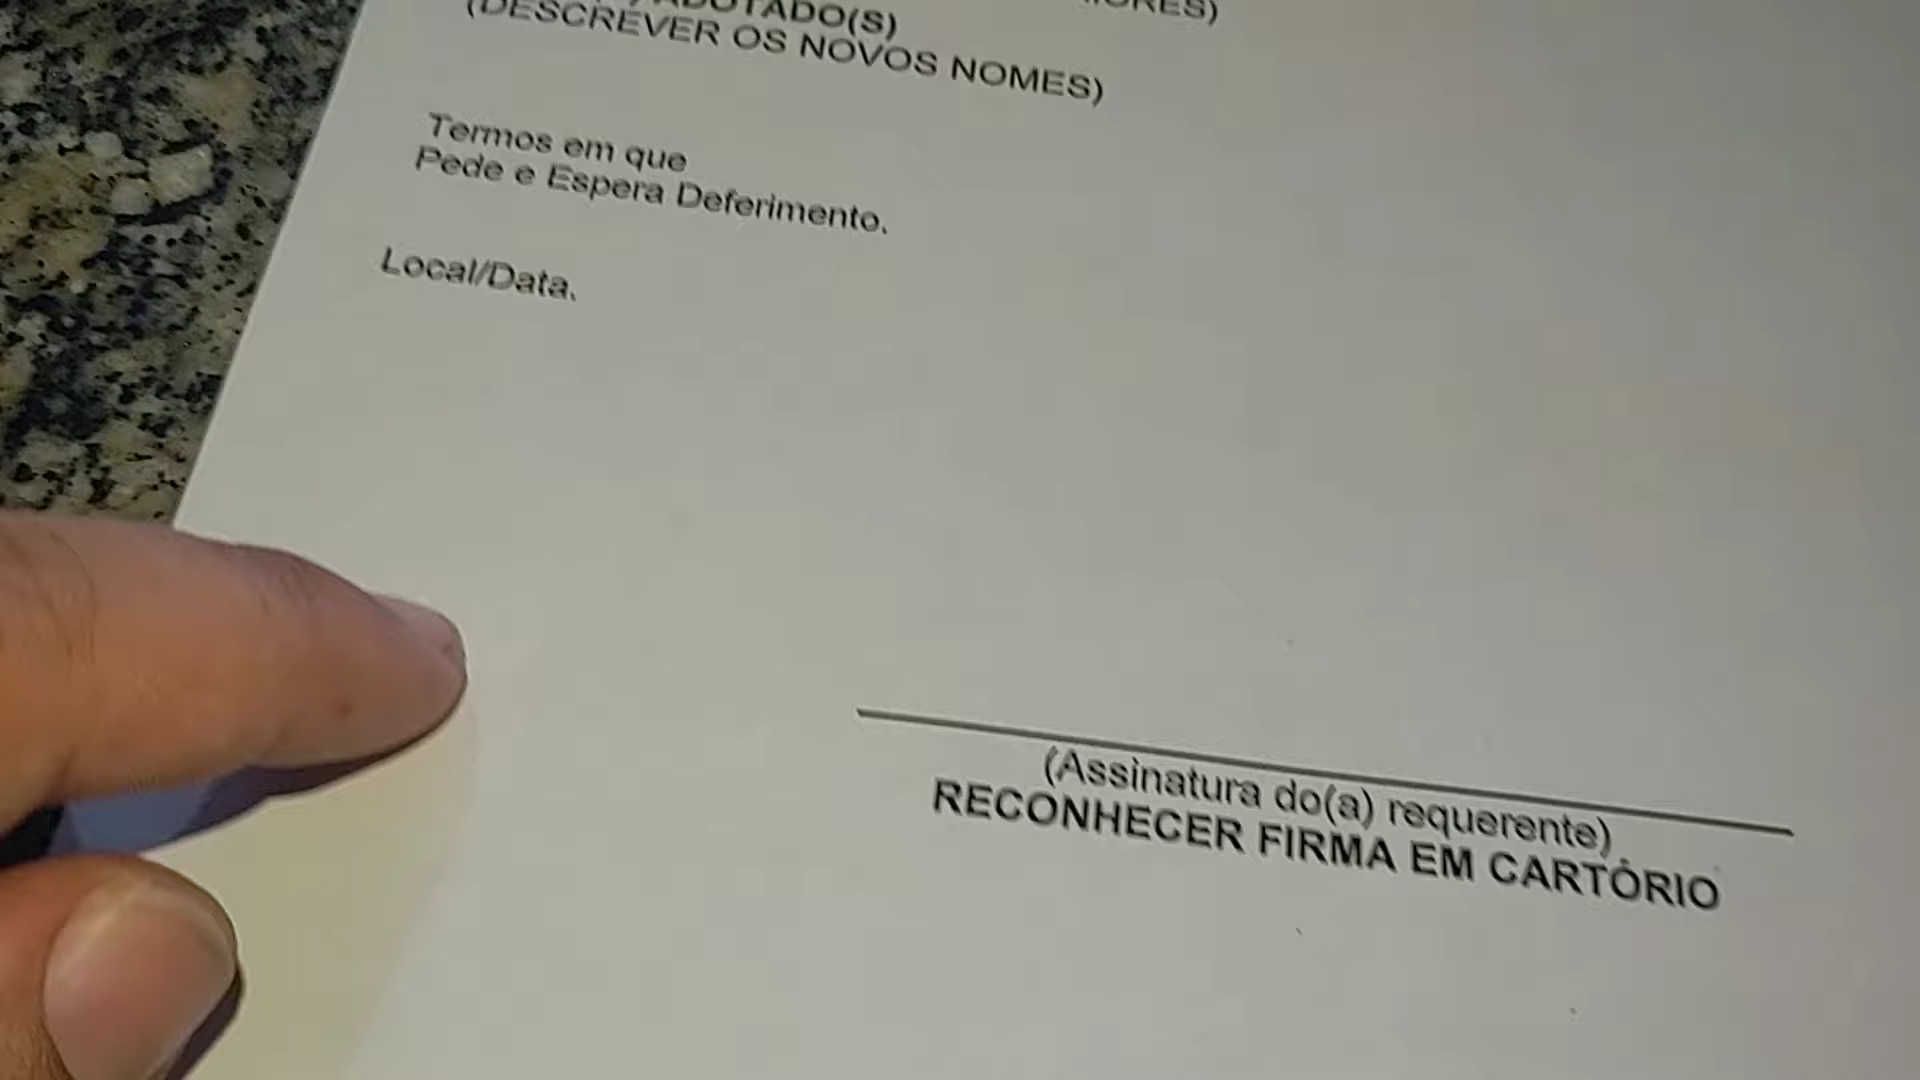 ADOTADO(S)
(DESCREVER OS NOVOS NOMES)
Termos em que
Pede e Espera Deferimento.
Local/Data.
(Assinatura do(a) requerente)
RECONHECER FIRMA EM CARTÓRIO